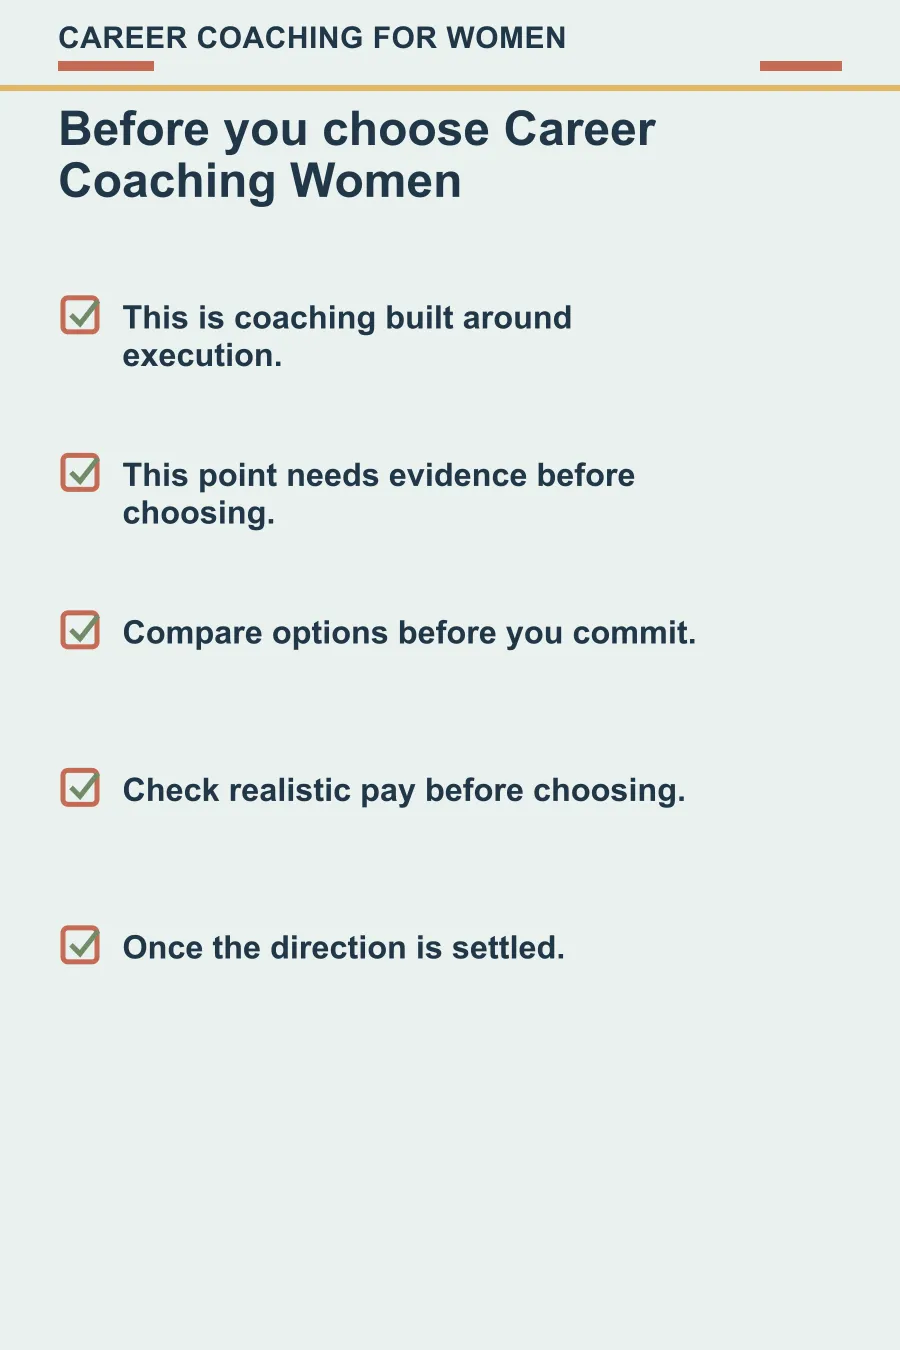 CAREER COACHING FOR WOMEN
Before you choose Career
Coaching Women
This is coaching built around
execution.
This point needs evidence before
choosing.
Compare options before you commit.
Check realistic pay before choosing.
Once the direction is settled.